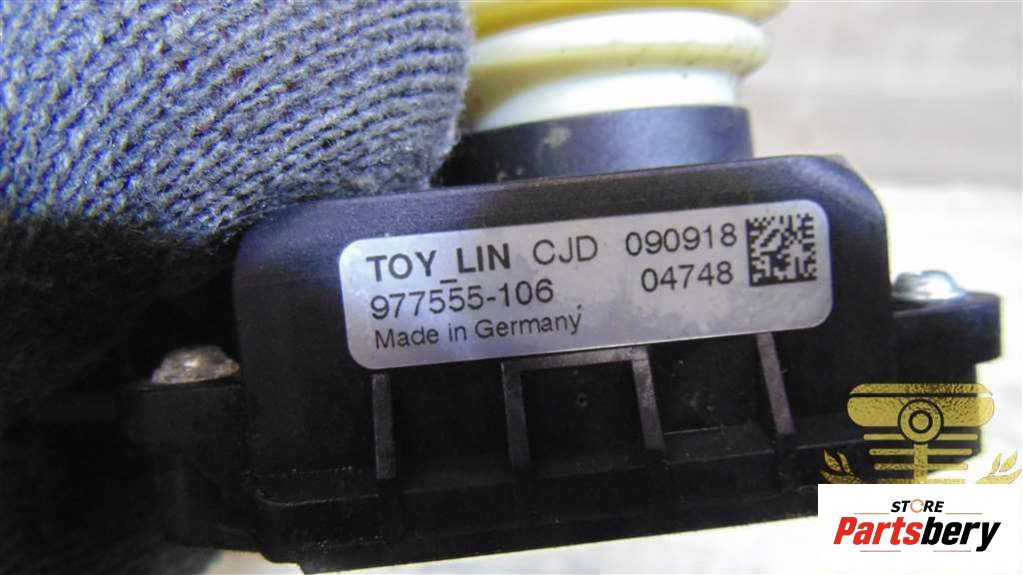 TOY_LIN CJD 090918
977555-106 04748
Made in Germany
STORE
Partsbery